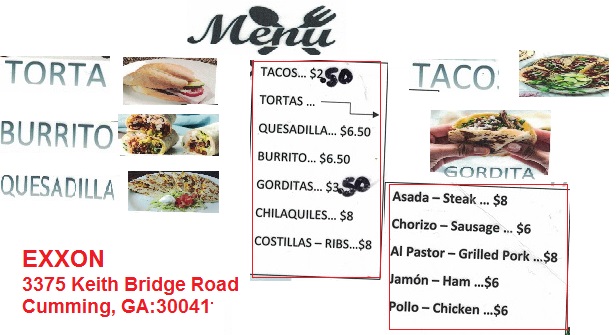 Menu
TORTA
BURRITO
QUESADILLA
TACOS... $2.50
TORTAS ...
QUESADILLA... $6.50
BURRITO... $6.50
GORDITAS... $3.50
CHILAQUILES... $8
COSTILLAS – RIBS...$8
TACO
GORDITA
Asada – Steak ... $8
Chorizo – Sausage ... $6
Al Pastor – Grilled Pork ...$8
Jamón – Ham ...$6
Pollo – Chicken ...$6
EXXON
3375 Keith Bridge Road
Cumming, GA:30041